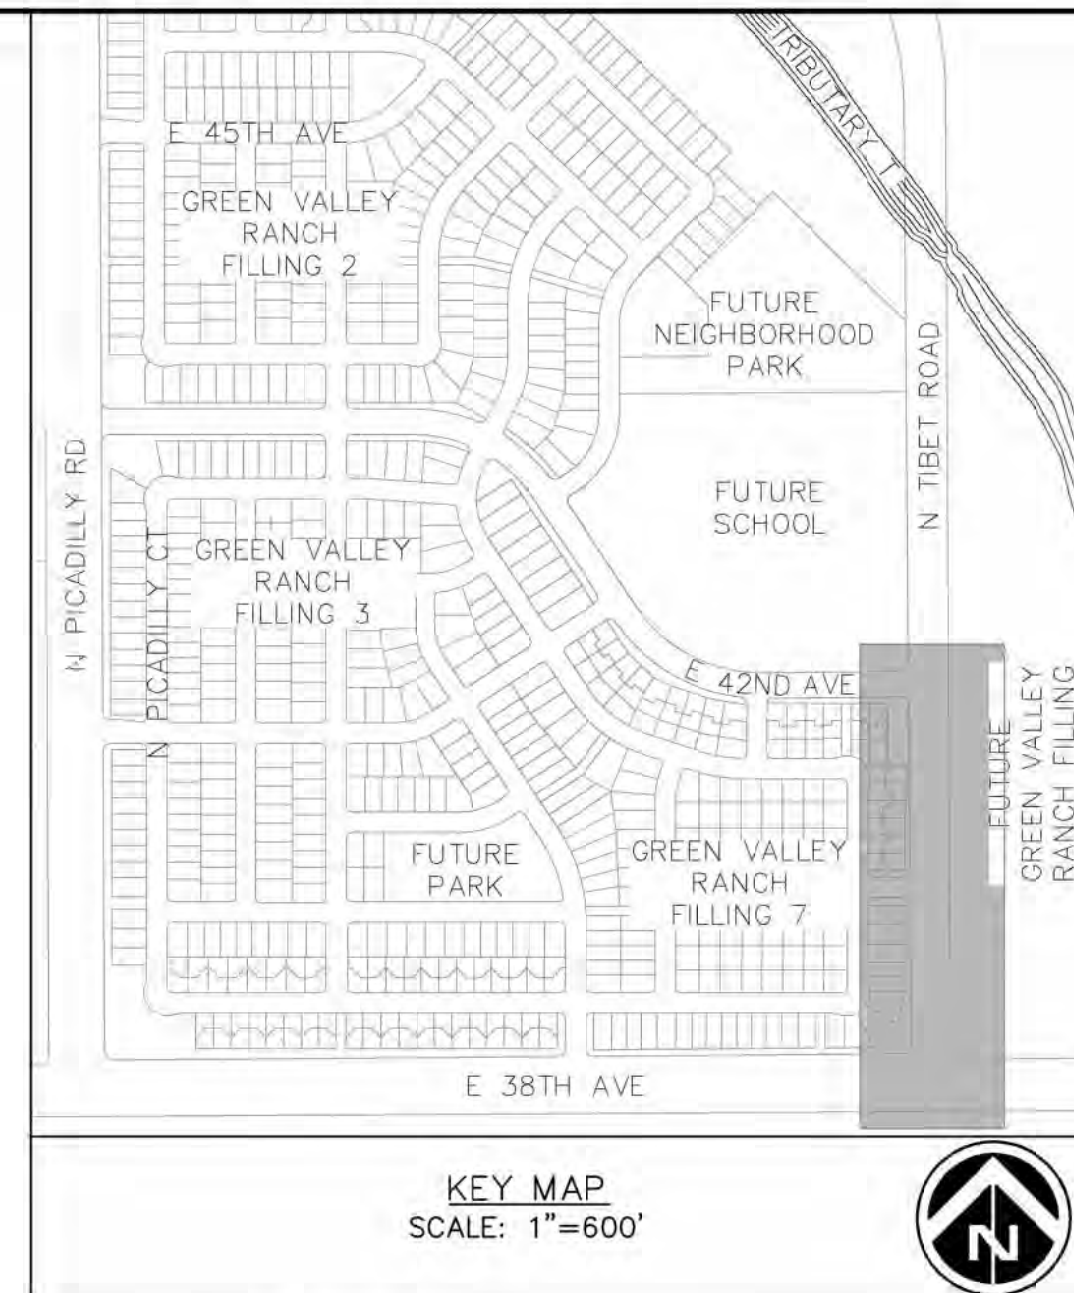 TRIBUTARY T
E 45TH AVE
GREEN VALLEY
RANCH
FILLING 2
FUTURE
NEIGHBORHOOD
PARK
N TIBET ROAD
N PICADILLY RD
N PICADILLY CT
FUTURE
SCHOOL
GREEN VALLEY
RANCH
FILLING 3
E 42ND AVE
FUTURE
GREEN VALLEY
RANCH FILLING
FUTURE
PARK
GREEN VALLEY
RANCH
FILLING 7
E 38TH AVE
KEY MAP
SCALE: 1"=600'
N